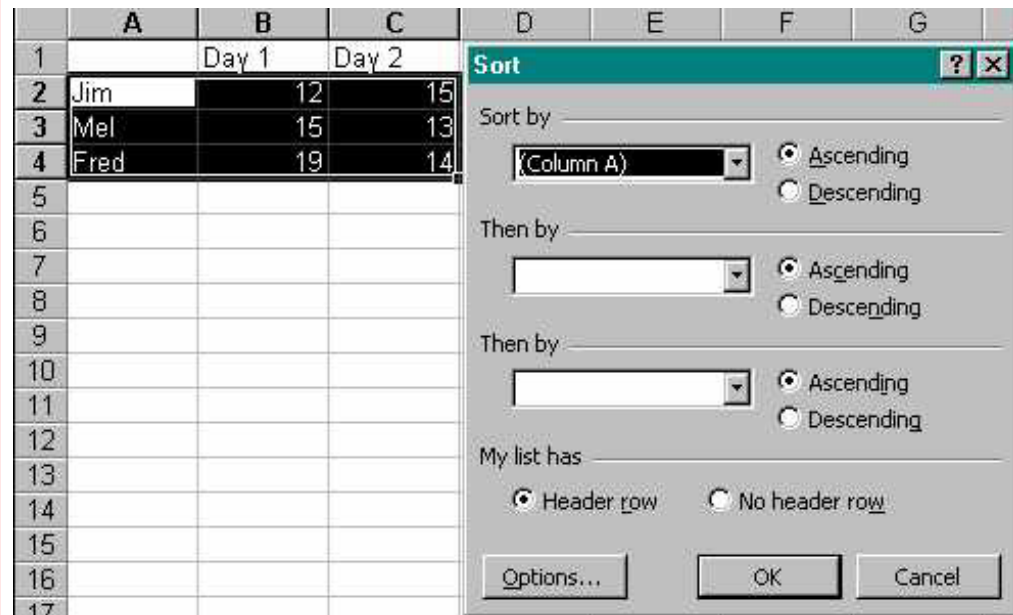 A B C D E F G
1 Day 1 Day 2
2 Jim 12 15
3 Mel 15 13
4 Fred 19 14
5
6
7
8
9
10
11
12
13
14
15
16
17
Sort ? ×
Sort by
(Column A) Ascending
Descending
Then by
Ascending
Descending
Then by
Ascending
Descending
My list has
Header row No header row
Options... OK Cancel